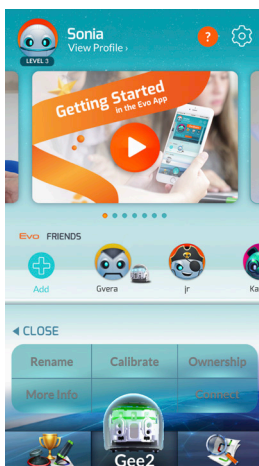 Sonia
View Profile ›
?
LEVEL 3
Getting Started
in the Evo App
Evo FRIENDS
Add
Gvera
jr
Ka
◀ CLOSE
Rename
Calibrate
Ownership
More Info
Connect
Gee2